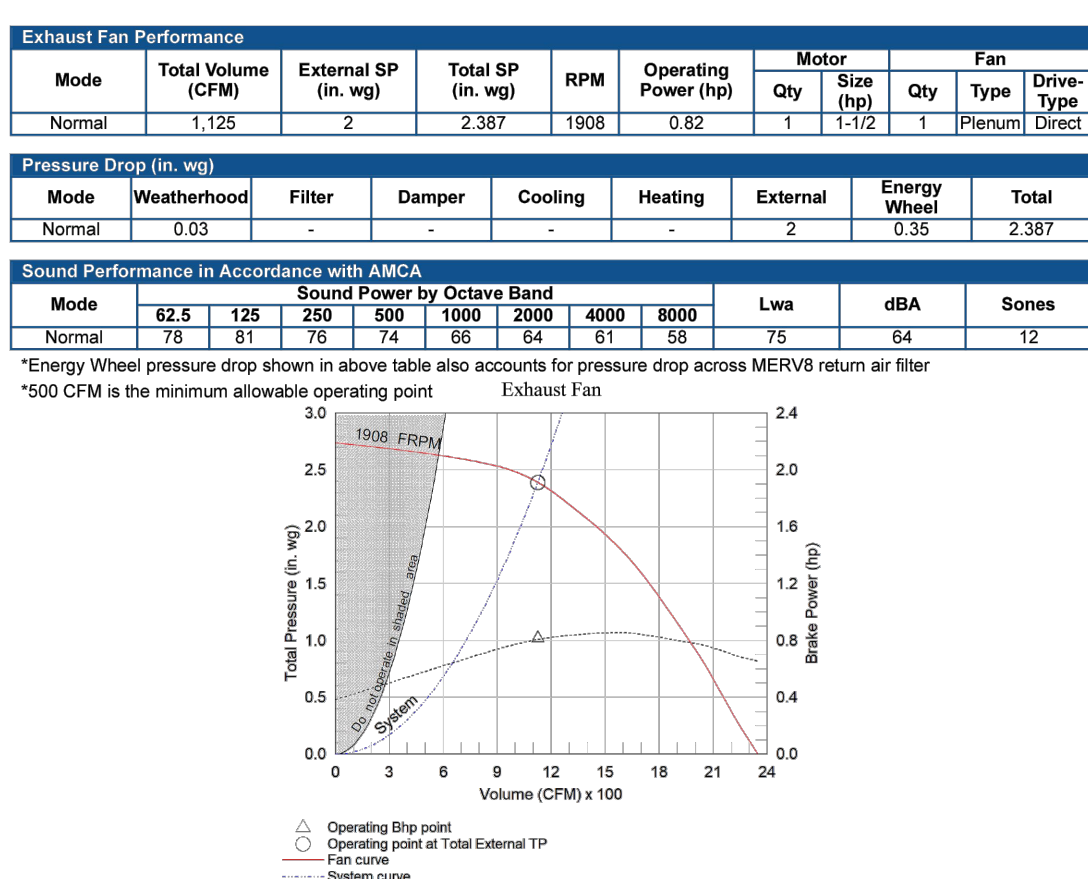 Exhaust Fan Performance
Mode Total Volume (CFM) External SP (in. wg) Total SP (in. wg) RPM Operating Power (hp) Motor Fan
Qty Size (hp) Qty Type Drive-Type
Normal 1,125 2 2.387 1908 0.82 1 1-1/2 1 Plenum Direct
Pressure Drop (in. wg)
Mode Weatherhood Filter Damper Cooling Heating External Energy Wheel Total
Normal 0.03 - - - - 2 0.35 2.387
Sound Performance in Accordance with AMCA
Mode Sound Power by Octave Band Lwa dBA Sones
62.5 125 250 500 1000 2000 4000 8000
Normal 78 81 76 74 66 64 61 58 75 64 12
*Energy Wheel pressure drop shown in above table also accounts for pressure drop across MERV8 return air filter
*500 CFM is the minimum allowable operating point
Exhaust Fan
3.0 2.4
1908 FRPM
2.5 2.0
2.0 1.6
1.5 1.2
1.0 0.8
0.5 0.4
0.0 0.0
Total Pressure (in. wg)
Brake Power (hp)
Do not operate in shaded area
System
0 3 6 9 12 15 18 21 24
Volume (CFM) x 100
Operating Bhp point
Operating point at Total External TP
Fan curve
System curve